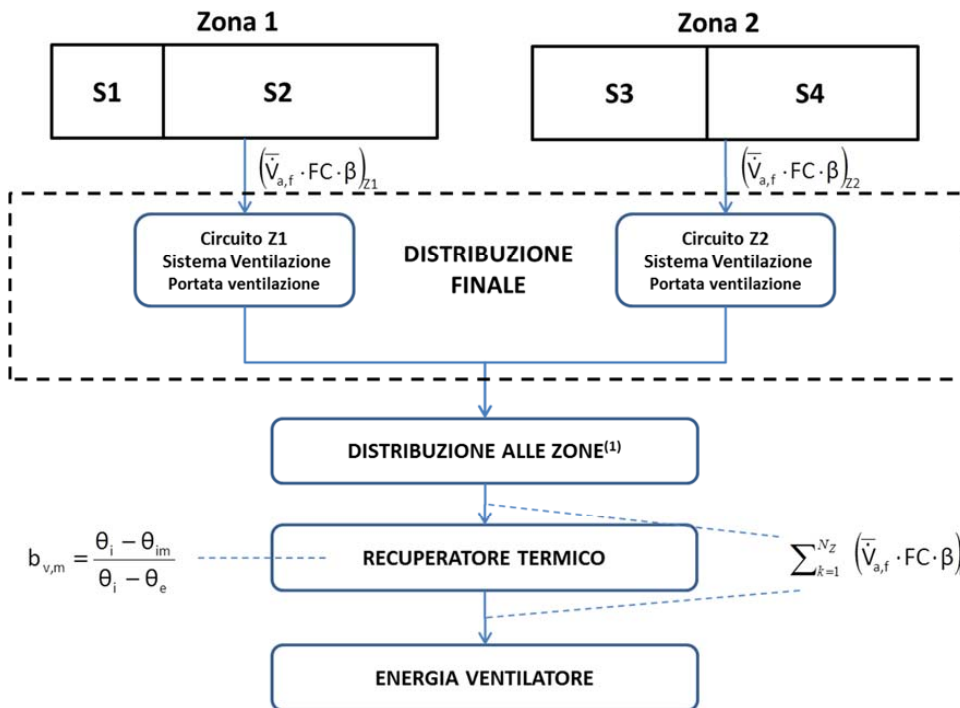 Zona 1
Zona 2
S1
S2
S3
S4
(V̇̅a,f · FC · β)Z1
(V̇̅a,f · FC · β)Z2
Circuito Z1
Sistema Ventilazione
Portata ventilazione
DISTRIBUZIONE
FINALE
Circuito Z2
Sistema Ventilazione
Portata ventilazione
DISTRIBUZIONE ALLE ZONE(1)
bv,m = (θi − θim) / (θi − θe)
RECUPERATORE TERMICO
∑k=1 NZ (V̇̅a,f · FC · β)
ENERGIA VENTILATORE